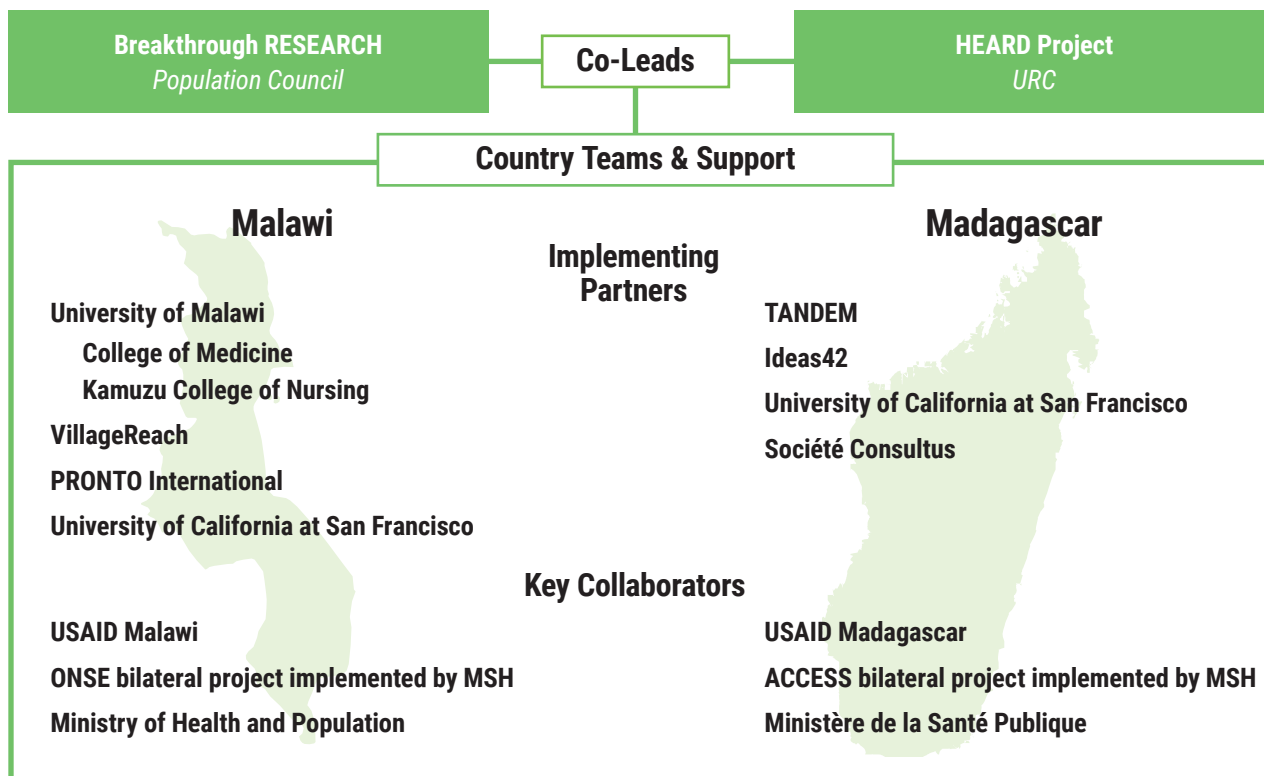 Breakthrough RESEARCH
Population Council
Co-Leads
HEARD Project
URC
Country Teams & Support
Malawi
Madagascar
Implementing
Partners
University of Malawi
College of Medicine
Kamuzu College of Nursing
VillageReach
PRONTO International
University of California at San Francisco
TANDEM
Ideas42
University of California at San Francisco
Société Consultus
Key Collaborators
USAID Malawi
ONSE bilateral project implemented by MSH
Ministry of Health and Population
USAID Madagascar
ACCESS bilateral project implemented by MSH
Ministère de la Santé Publique